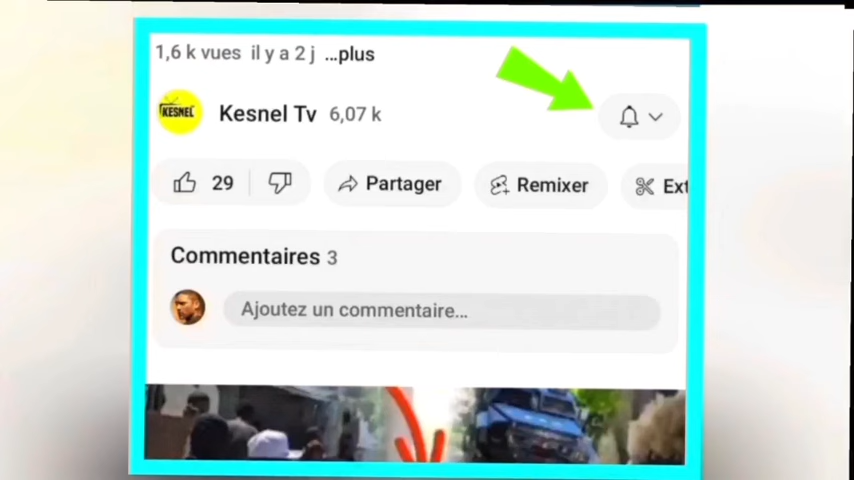 1,6 k vues il y a 2 j ...plus
KESNEL
Kesnel Tv 6,07 k
29 Partager Remixer Ext
Commentaires 3
Ajoutez un commentaire...